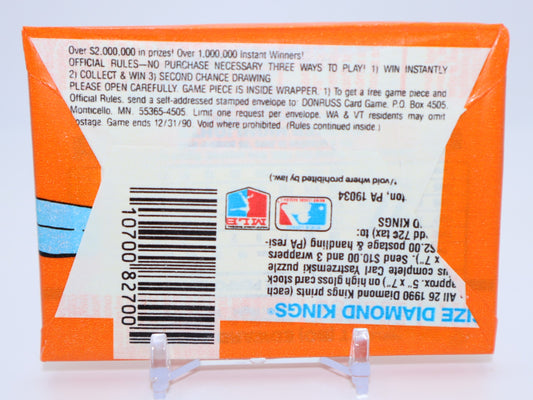 Over $2,000,000 in prizes! Over 1,000,000 Instant Winners!
OFFICIAL RULES—NO PURCHASE NECESSARY THREE WAYS TO PLAY! 1) WIN INSTANTLY
2) COLLECT & WIN 3) SECOND CHANCE DRAWING
PLEASE OPEN CAREFULLY. GAME PIECE IS INSIDE WRAPPER. 1) To get a free game piece and
Official Rules, send a self-addressed stamped envelope to: DONRUSS Card Game, P.O. Box 4505,
Monticello, MN. 55365-4505. Limit one request per envelope. WA & VT residents may omit
postage. Game ends 12/31/90. Void where prohibited. (Rules continued inside.)
IZE DIAMOND KINGS®
- All 26 1990 Diamond Kings prints (each
approx. 5" x 7") on high gloss card stock
us complete Carl Yastrzemski puzzle
x 7"). Send $10.00 and 3 wrappers
$2.00 postage & handling (PA resi-
dd 72¢ tax) to:
D KINGS
ton, PA 19034
*/void where prohibited by law.)
MLB
10700 82700